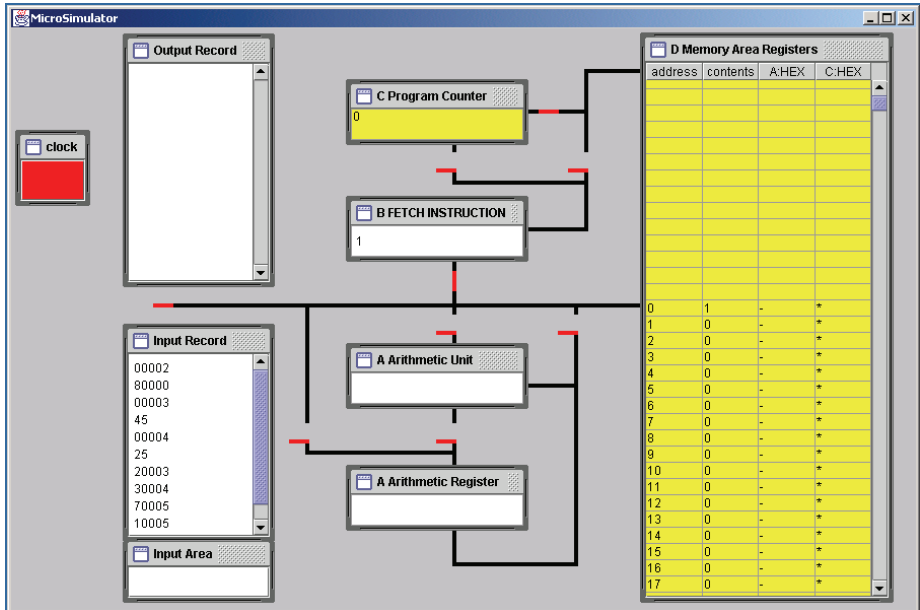 MicroSimulator
Output Record
clock
C Program Counter
0
B FETCH INSTRUCTION
1
Input Record
00002
80000
00003
45
00004
25
20003
30004
70005
10005
Input Area
A Arithmetic Unit
A Arithmetic Register
D Memory Area Registers
address contents A:HEX C:HEX
0 1 - *
1 0 - *
2 0 - *
3 0 - *
4 0 - *
5 0 - *
6 0 - *
7 0 - *
8 0 - *
9 0 - *
10 0 - *
11 0 - *
12 0 - *
13 0 - *
14 0 - *
15 0 - *
16 0 - *
17 0 - *